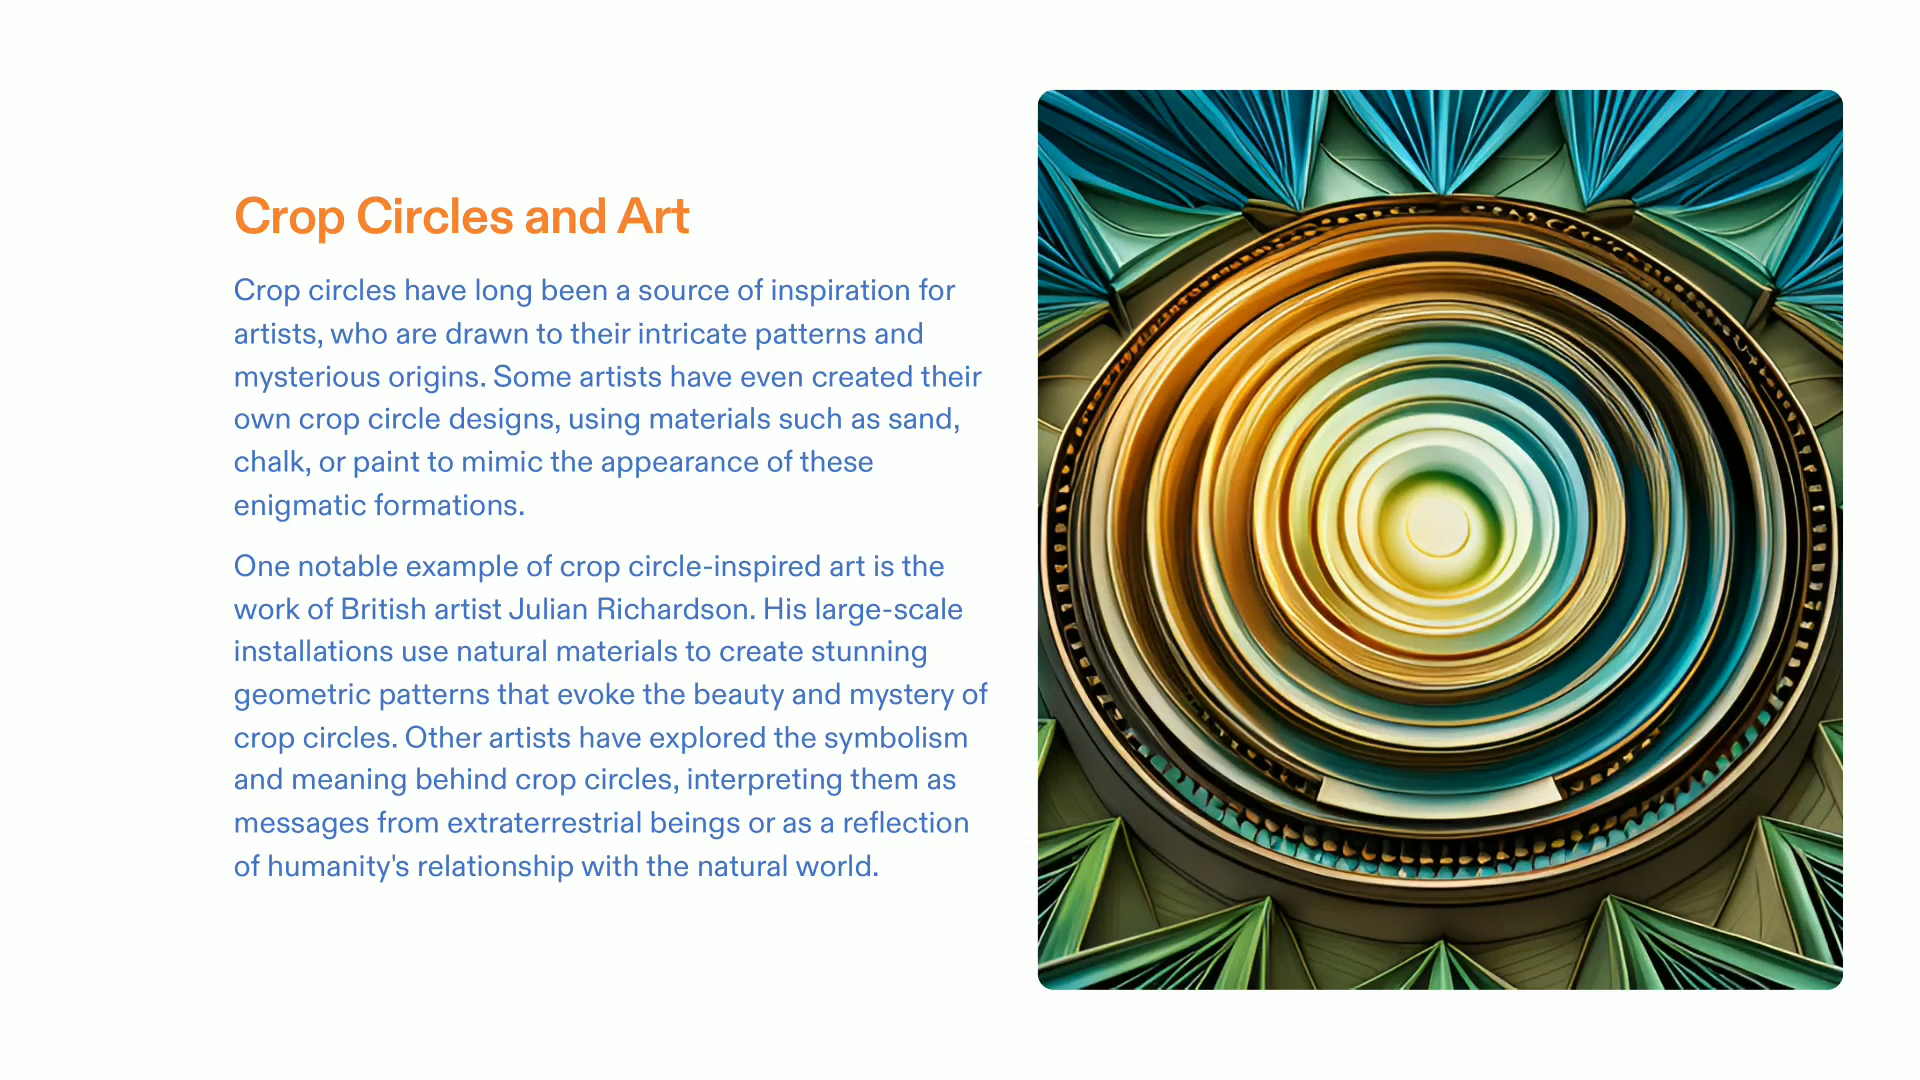 Crop Circles and Art
Crop circles have long been a source of inspiration for
artists, who are drawn to their intricate patterns and
mysterious origins. Some artists have even created their
own crop circle designs, using materials such as sand,
chalk, or paint to mimic the appearance of these
enigmatic formations.
One notable example of crop circle-inspired art is the
work of British artist Julian Richardson. His large-scale
installations use natural materials to create stunning
geometric patterns that evoke the beauty and mystery of
crop circles. Other artists have explored the symbolism
and meaning behind crop circles, interpreting them as
messages from extraterrestrial beings or as a reflection
of humanity's relationship with the natural world.